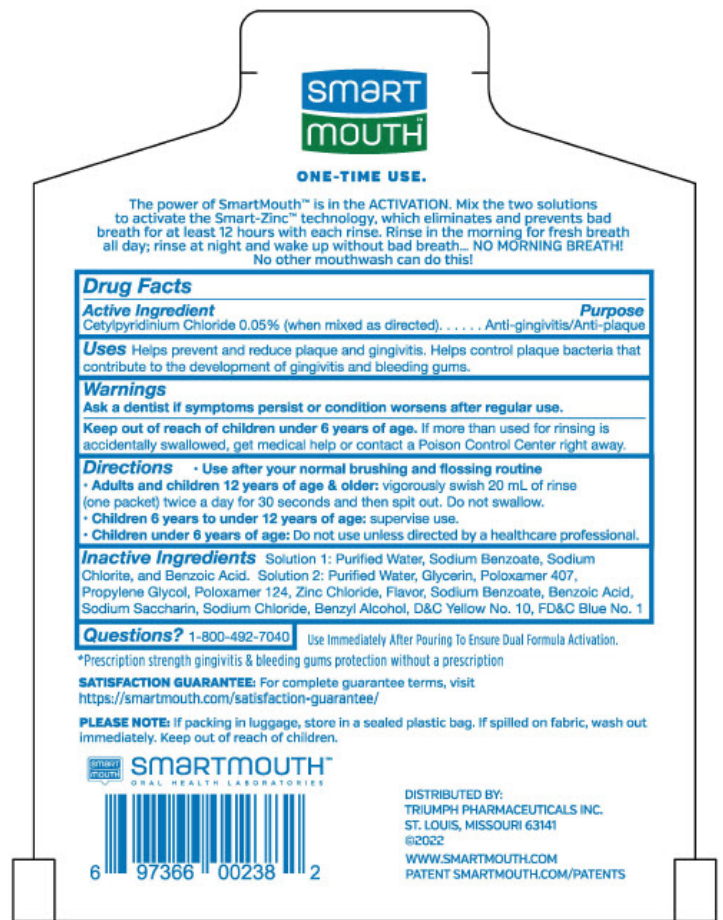 smart
mouth™
ONE-TIME USE.
The power of SmartMouth™ is in the ACTIVATION. Mix the two solutions
to activate the Smart-Zinc™ technology, which eliminates and prevents bad
breath for at least 12 hours with each rinse. Rinse in the morning for fresh breath
all day; rinse at night and wake up without bad breath... NO MORNING BREATH!
No other mouthwash can do this!
Drug Facts
Active Ingredient Purpose
Cetylpyridinium Chloride 0.05% (when mixed as directed). . . . . . Anti-gingivitis/Anti-plaque
Uses Helps prevent and reduce plaque and gingivitis. Helps control plaque bacteria that
contribute to the development of gingivitis and bleeding gums.
Warnings
Ask a dentist if symptoms persist or condition worsens after regular use.
Keep out of reach of children under 6 years of age. If more than used for rinsing is
accidentally swallowed, get medical help or contact a Poison Control Center right away.
Directions • Use after your normal brushing and flossing routine
• Adults and children 12 years of age & older: vigorously swish 20 mL of rinse
(one packet) twice a day for 30 seconds and then spit out. Do not swallow.
• Children 6 years to under 12 years of age: supervise use.
• Children under 6 years of age: Do not use unless directed by a healthcare professional.
Inactive Ingredients Solution 1: Purified Water, Sodium Benzoate, Sodium
Chlorite, and Benzoic Acid. Solution 2: Purified Water, Glycerin, Poloxamer 407,
Propylene Glycol, Poloxamer 124, Zinc Chloride, Flavor, Sodium Benzoate, Benzoic Acid,
Sodium Saccharin, Sodium Chloride, Benzyl Alcohol, D&C Yellow No. 10, FD&C Blue No. 1
Questions? 1-800-492-7040 Use Immediately After Pouring To Ensure Dual Formula Activation.
*Prescription strength gingivitis & bleeding gums protection without a prescription
SATISFACTION GUARANTEE: For complete guarantee terms, visit
https://smartmouth.com/satisfaction-guarantee/
PLEASE NOTE: If packing in luggage, store in a sealed plastic bag. If spilled on fabric, wash out
immediately. Keep out of reach of children.
smart
mouth
smartmouth™
ORAL HEALTH LABORATORIES
6 97366 00238 2
DISTRIBUTED BY:
TRIUMPH PHARMACEUTICALS INC.
ST. LOUIS, MISSOURI 63141
©2022
WWW.SMARTMOUTH.COM
PATENT SMARTMOUTH.COM/PATENTS